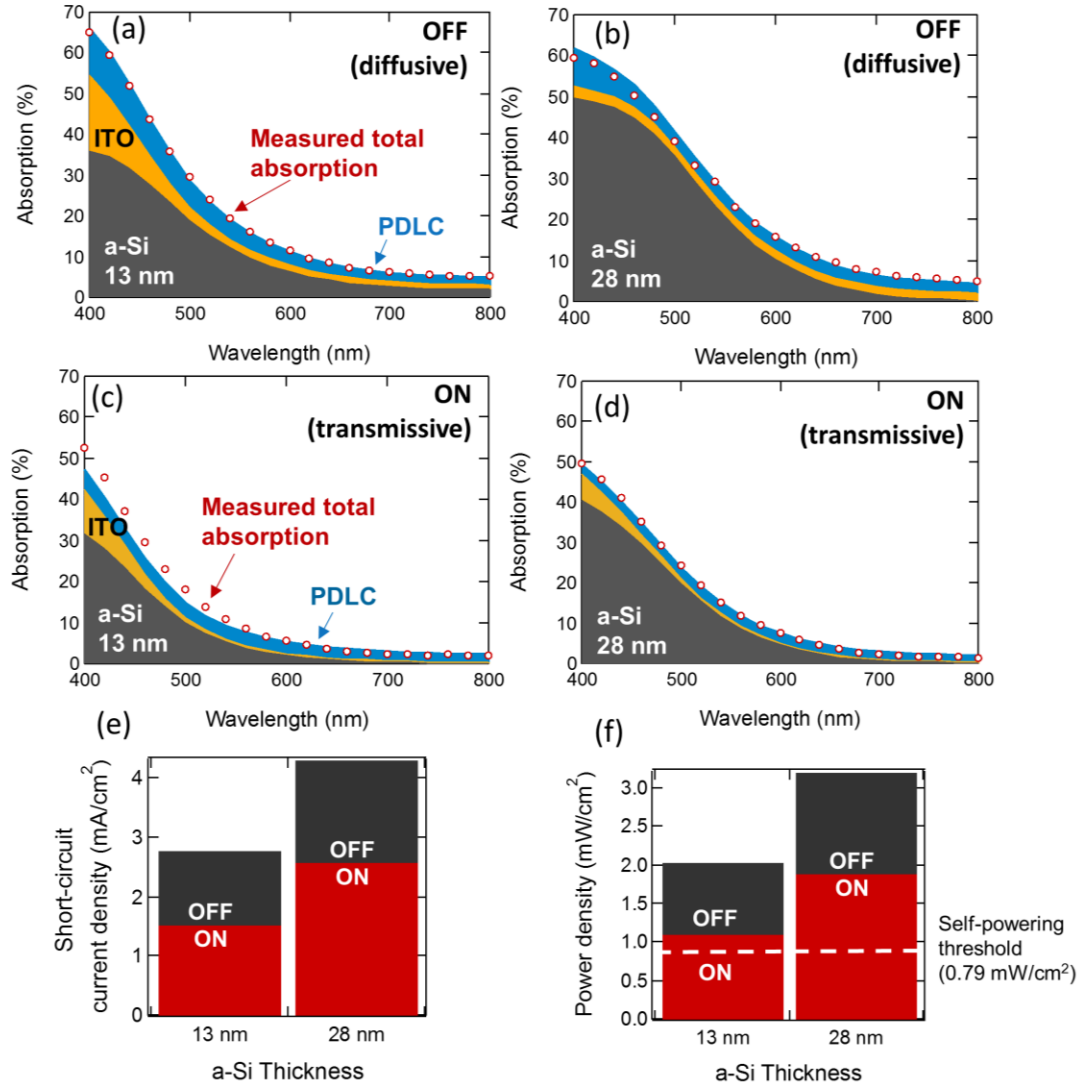 (a)
OFF
(diffusive)
Absorption (%)
70
60
50
40
30
20
10
0
ITO
Measured total
absorption
PDLC
a-Si
13 nm
400
500
600
700
800
Wavelength (nm)
(b)
OFF
(diffusive)
Absorption (%)
70
60
50
40
30
20
10
0
a-Si
28 nm
400
500
600
700
800
Wavelength (nm)
(c)
ON
(transmissive)
Absorption (%)
70
60
50
40
30
20
10
0
ITO
Measured total
absorption
PDLC
a-Si
13 nm
400
500
600
700
800
Wavelength (nm)
(d)
ON
(transmissive)
Absorption (%)
70
60
50
40
30
20
10
0
a-Si
28 nm
400
500
600
700
800
Wavelength (nm)
(e)
Short-circuit
current density (mA/cm²)
4
3
2
1
0
OFF
ON
OFF
ON
13 nm
28 nm
a-Si Thickness
(f)
Power density (mW/cm²)
3.0
2.5
2.0
1.5
1.0
0.5
0.0
OFF
ON
OFF
ON
Self-powering
threshold
(0.79 mW/cm²)
13 nm
28 nm
a-Si Thickness